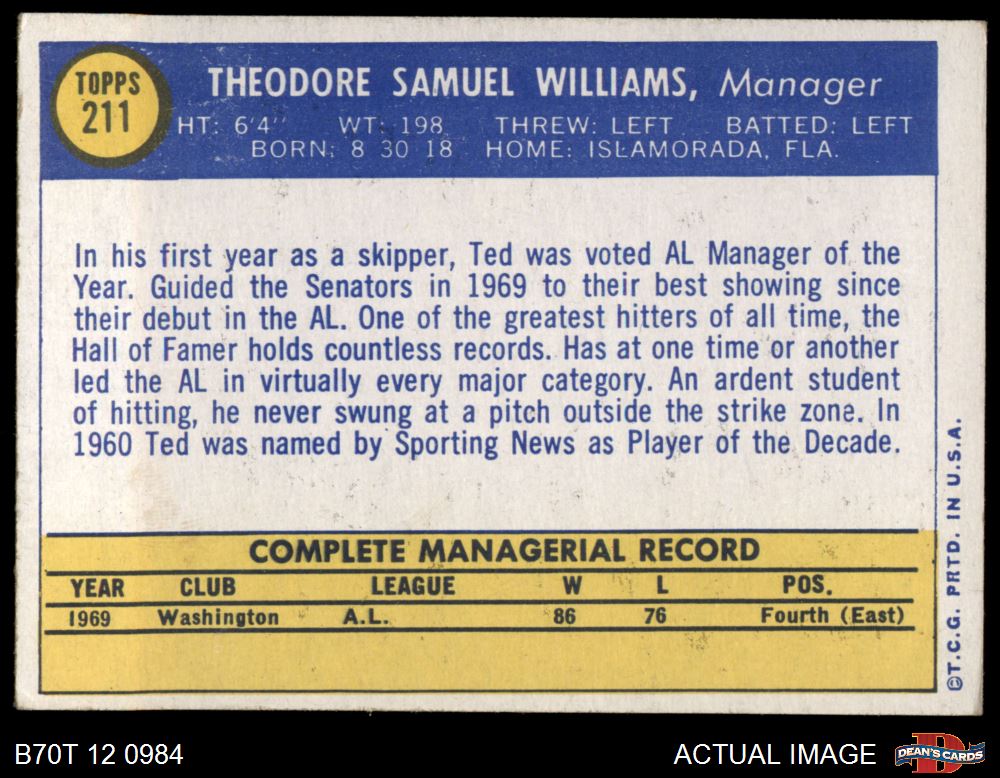 TOPPS
211
THEODORE SAMUEL WILLIAMS, Manager
HT: 6'4" WT: 198 THREW: LEFT BATTED: LEFT
BORN: 8 30 18 HOME: ISLAMORADA, FLA.
In his first year as a skipper, Ted was voted AL Manager of the
Year. Guided the Senators in 1969 to their best showing since
their debut in the AL. One of the greatest hitters of all time, the
Hall of Famer holds countless records. Has at one time or another
led the AL in virtually every major category. An ardent student
of hitting, he never swung at a pitch outside the strike zone. In
1960 Ted was named by Sporting News as Player of the Decade.
COMPLETE MANAGERIAL RECORD
YEAR CLUB LEAGUE W L POS.
1969 Washington A.L. 86 76 Fourth (East)
©T.C.G. PRTD. IN U.S.A.
B70T 12 0984
ACTUAL IMAGE
DEAN'S CARDS